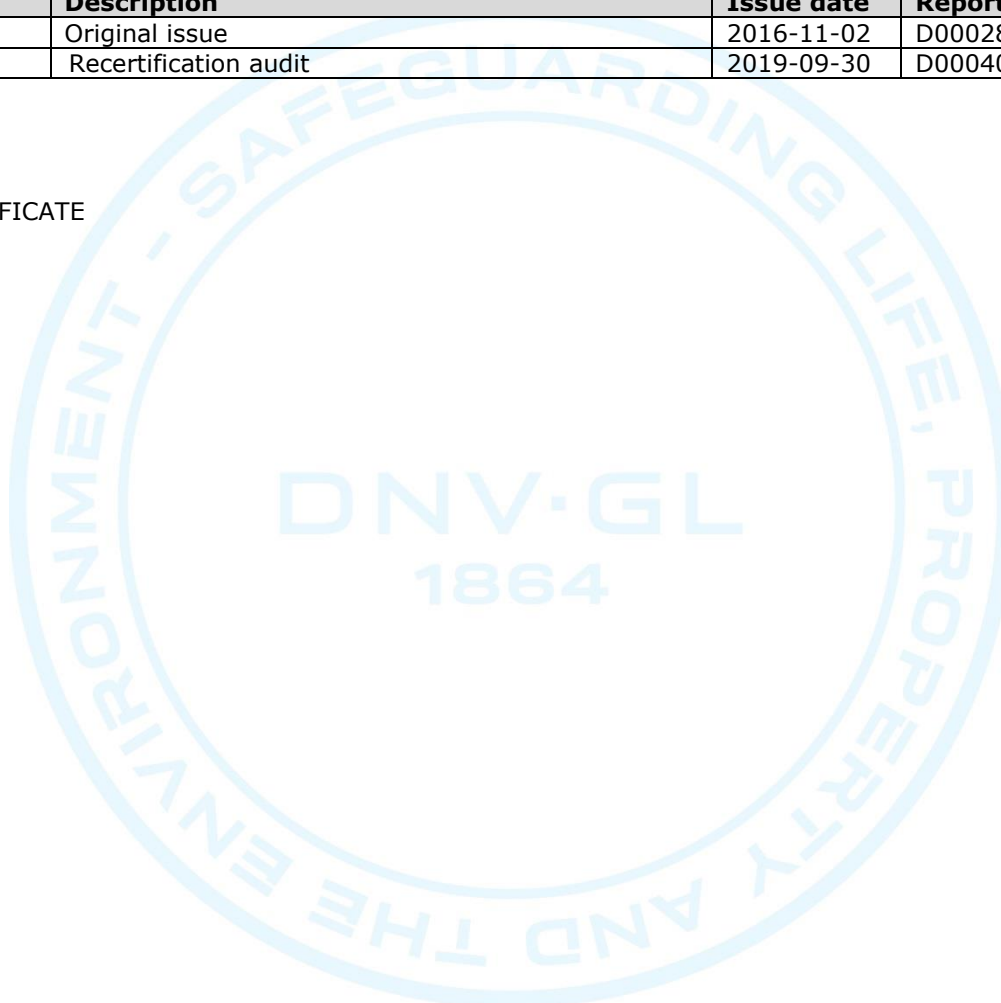 Description Issue date Report
Original issue 2016-11-02 D00028
Recertification audit 2019-09-30 D00040
FICATE
SAFEGUARDING LIFE, PROPERTY AND THE ENVIRONMENT -
DNV·GL
1864